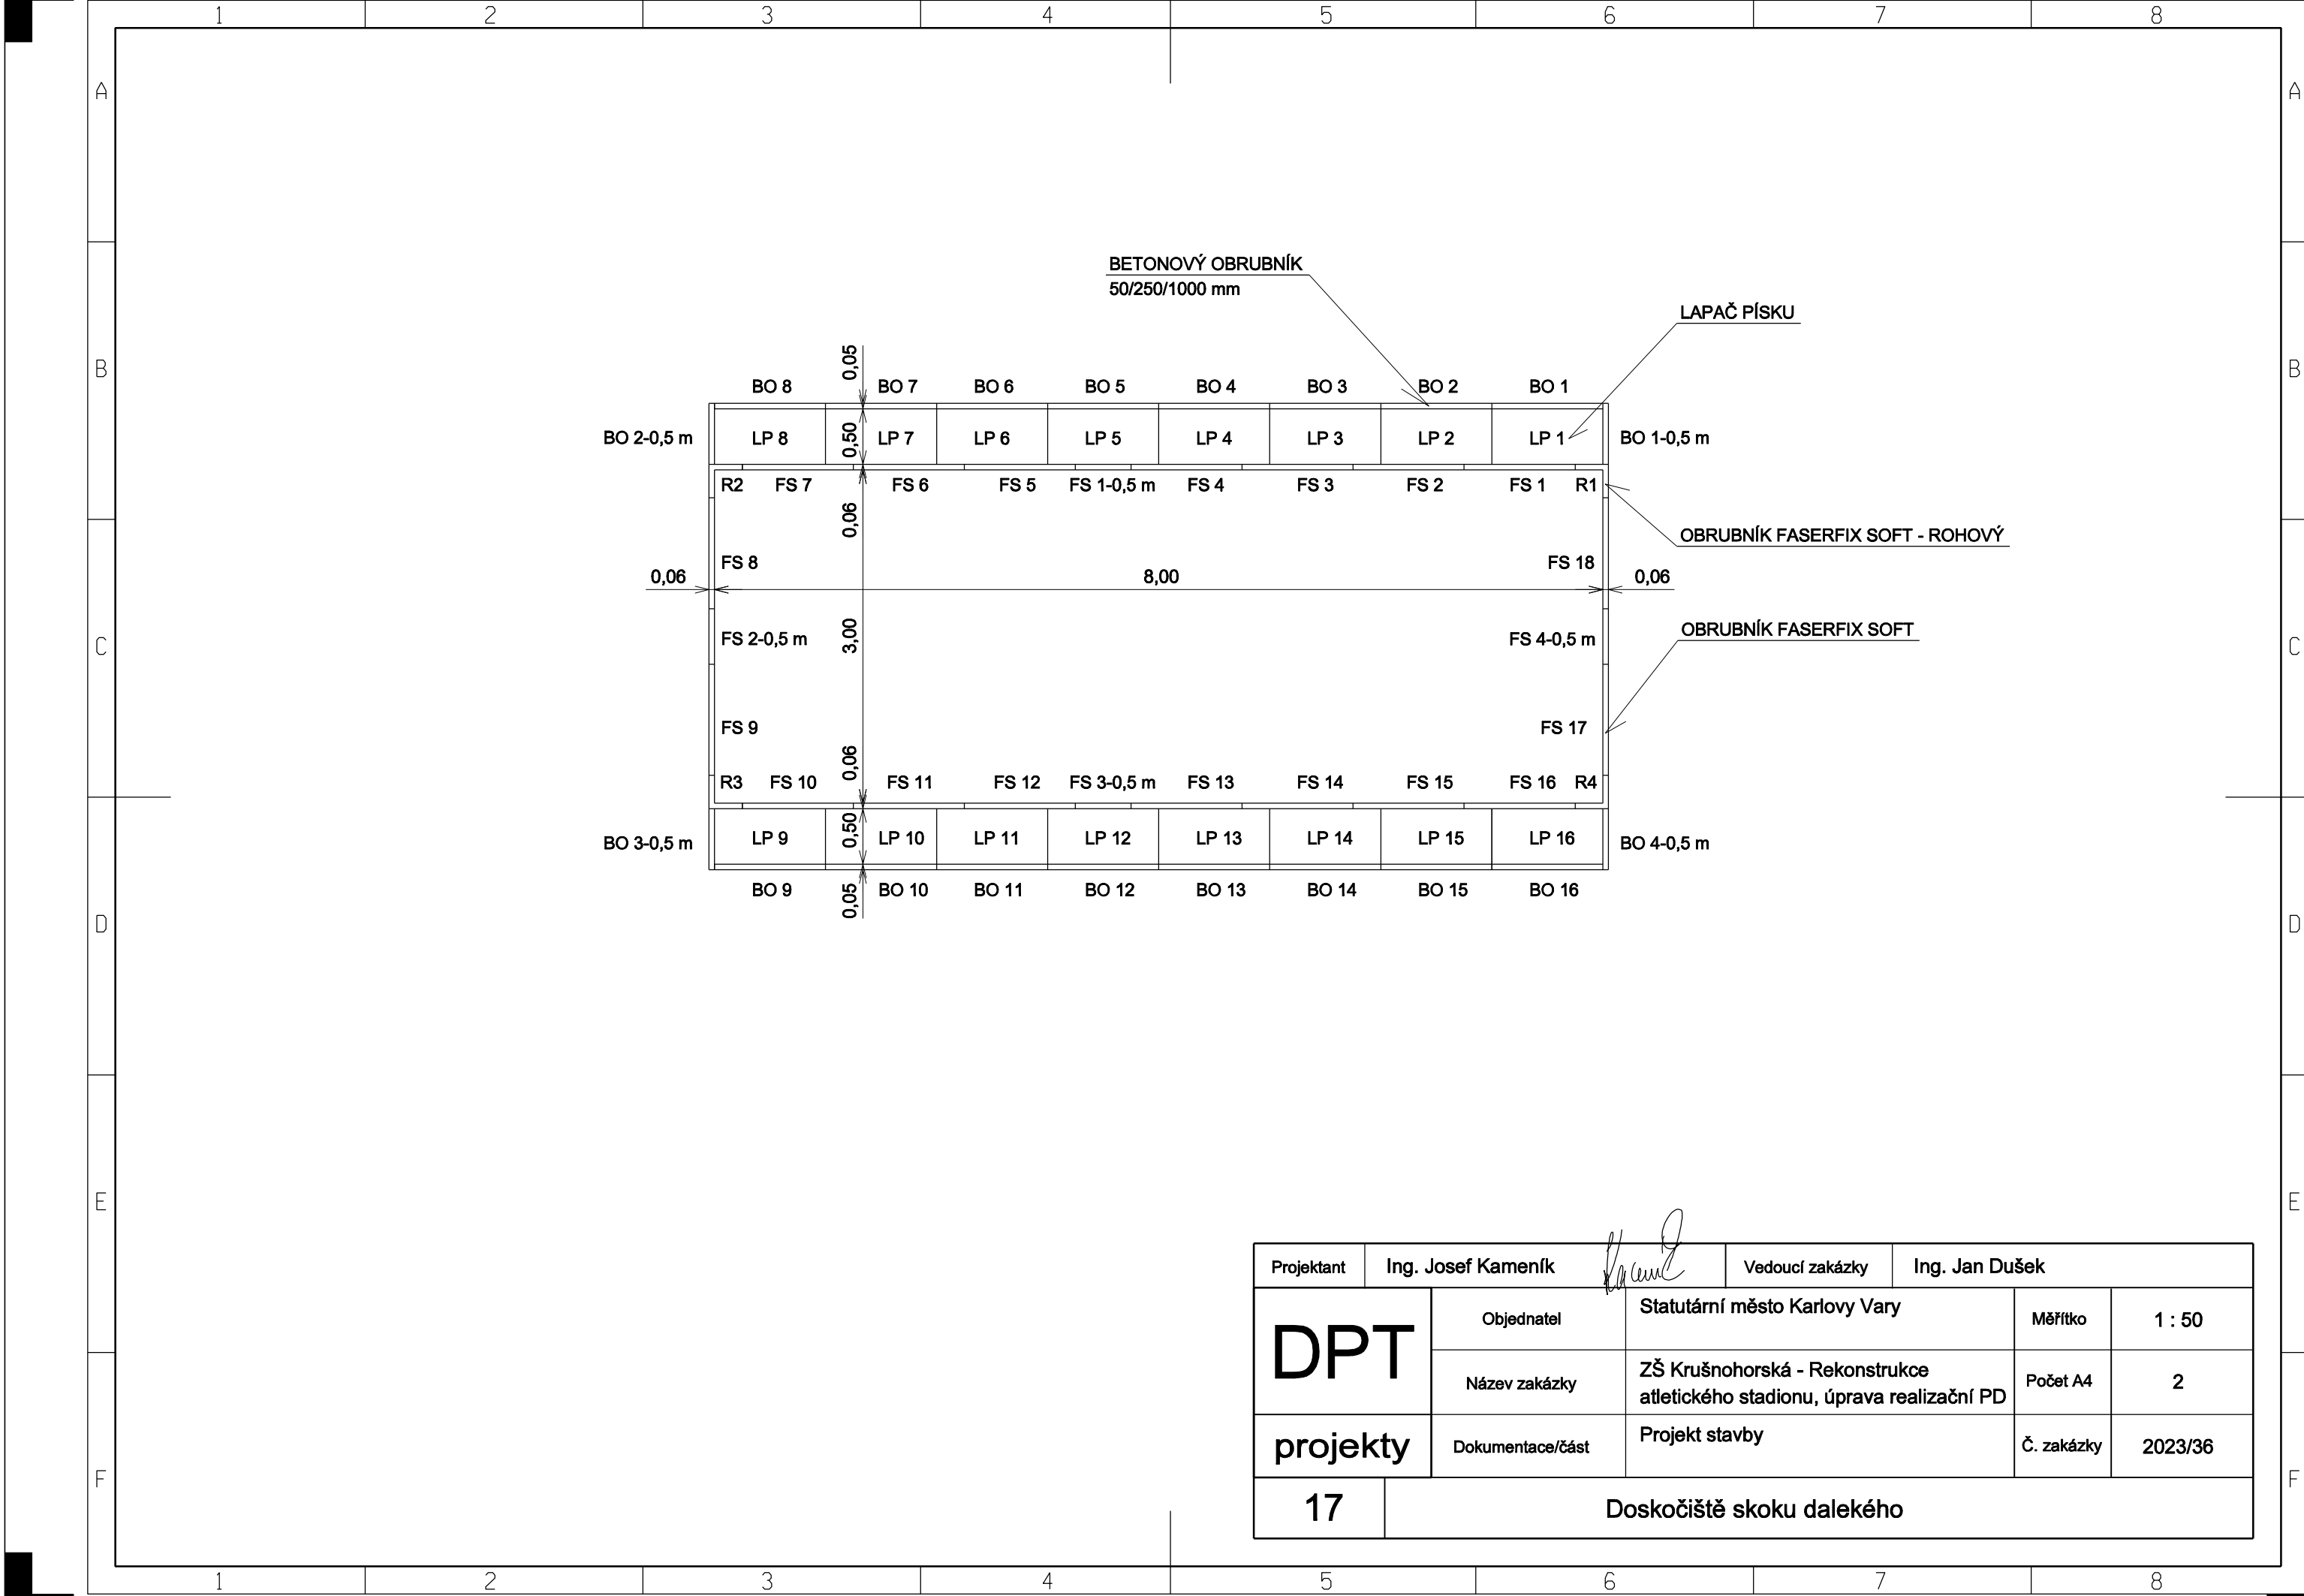 1 2 3 4 5 6 7 8
A A
BETONOVÝ OBRUBNÍK
50/250/1000 mm
LAPAČ PÍSKU
B B
0,05
BO 8 BO 7 BO 6 BO 5 BO 4 BO 3 BO 2 BO 1
BO 2-0,5 m LP 8 0,50 LP 7 LP 6 LP 5 LP 4 LP 3 LP 2 LP 1 BO 1-0,5 m
R2 FS 7 FS 6 FS 5 FS 1-0,5 m FS 4 FS 3 FS 2 FS 1 R1
0,06
OBRUBNÍK FASERFIX SOFT - ROHOVÝ
FS 8 FS 18
0,06 8,00 0,06
FS 2-0,5 m 3,00 FS 4-0,5 m
OBRUBNÍK FASERFIX SOFT
C C
FS 9 FS 17
0,06
R3 FS 10 FS 11 FS 12 FS 3-0,5 m FS 13 FS 14 FS 15 FS 16 R4
BO 3-0,5 m LP 9 0,50 LP 10 LP 11 LP 12 LP 13 LP 14 LP 15 LP 16 BO 4-0,5 m
BO 9 0,05 BO 10 BO 11 BO 12 BO 13 BO 14 BO 15 BO 16
D D
E E
Projektant Ing. Josef Kameník Vedoucí zakázky Ing. Jan Dušek
DPT
projekty
Objednatel Statutární město Karlovy Vary Měřítko 1 : 50
Název zakázky ZŠ Krušnohorská - Rekonstrukce
atletického stadionu, úprava realizační PD Počet A4 2
Dokumentace/část Projekt stavby Č. zakázky 2023/36
F F
17 Doskočiště skoku dalekého
1 2 3 4 5 6 7 8